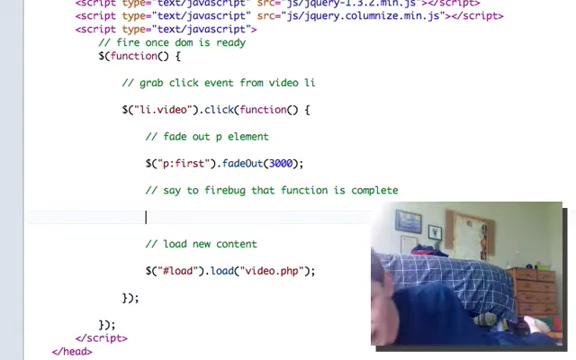 <script type="text/javascript" src="js/jquery-1.3.2.min.js"></script>
<script type="text/javascript" src="js/jquery.columnize.min.js"></script>
<script type="text/javascript">
// fire once dom is ready
$(function() {
// grab click event from video li
$("li.video").click(function() {
// fade out p element
$("p:first").fadeOut(3000);
// say to firebug that function is complete
// load new content
$("#load").load("video.php");
});
});
</script>
</head>